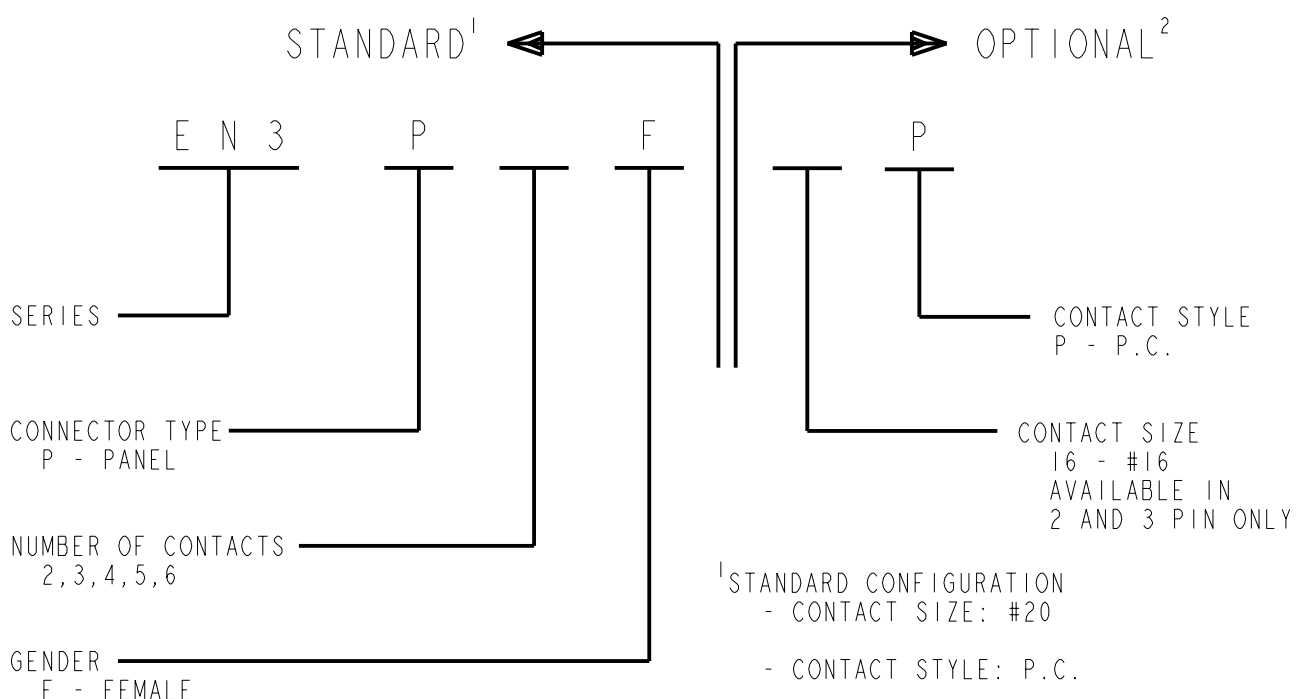 STANDARD¹
OPTIONAL²
EN3 P F P
SERIES
CONNECTOR TYPE
P - PANEL
NUMBER OF CONTACTS
2,3,4,5,6
GENDER
F - FEMALE
CONTACT STYLE
P - P.C.
CONTACT SIZE
16 - #16
AVAILABLE IN
2 AND 3 PIN ONLY
¹STANDARD CONFIGURATION
- CONTACT SIZE: #20
- CONTACT STYLE: P.C.